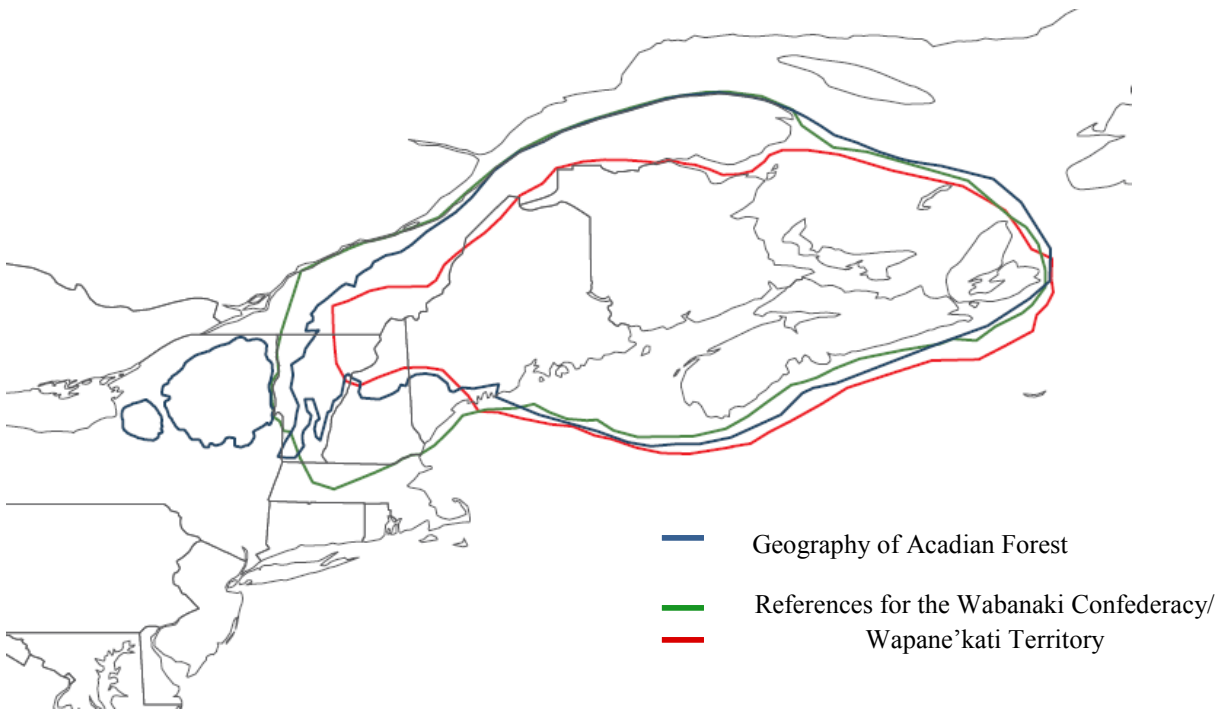 Geography of Acadian Forest
References for the Wabanaki Confederacy/
Wapane’kati Territory